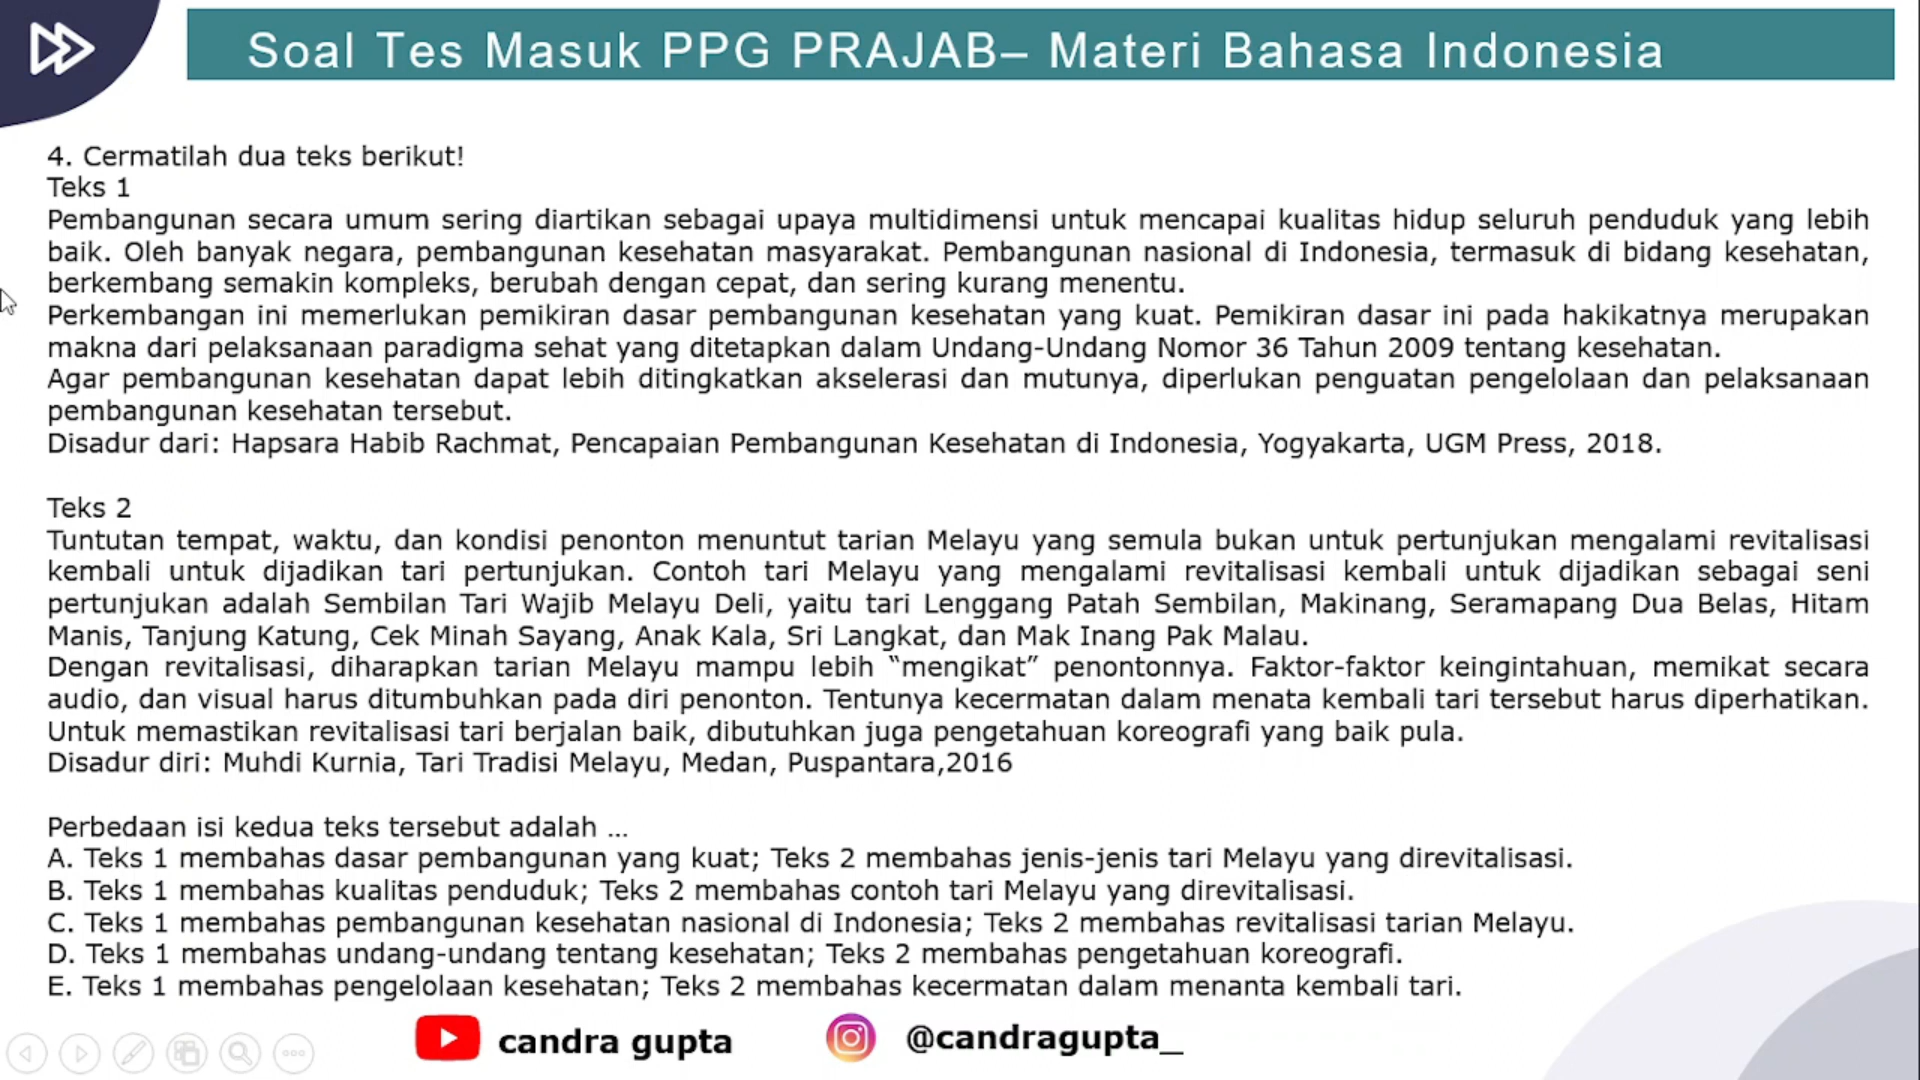 Soal Tes Masuk PPG PRAJAB– Materi Bahasa Indonesia
4. Cermatilah dua teks berikut!
Teks 1
Pembangunan secara umum sering diartikan sebagai upaya multidimensi untuk mencapai kualitas hidup seluruh penduduk yang lebih
baik. Oleh banyak negara, pembangunan kesehatan masyarakat. Pembangunan nasional di Indonesia, termasuk di bidang kesehatan,
berkembang semakin kompleks, berubah dengan cepat, dan sering kurang menentu.
Perkembangan ini memerlukan pemikiran dasar pembangunan kesehatan yang kuat. Pemikiran dasar ini pada hakikatnya merupakan
makna dari pelaksanaan paradigma sehat yang ditetapkan dalam Undang-Undang Nomor 36 Tahun 2009 tentang kesehatan.
Agar pembangunan kesehatan dapat lebih ditingkatkan akselerasi dan mutunya, diperlukan penguatan pengelolaan dan pelaksanaan
pembangunan kesehatan tersebut.
Disadur dari: Hapsara Habib Rachmat, Pencapaian Pembangunan Kesehatan di Indonesia, Yogyakarta, UGM Press, 2018.
Teks 2
Tuntutan tempat, waktu, dan kondisi penonton menuntut tarian Melayu yang semula bukan untuk pertunjukan mengalami revitalisasi
kembali untuk dijadikan tari pertunjukan. Contoh tari Melayu yang mengalami revitalisasi kembali untuk dijadikan sebagai seni
pertunjukan adalah Sembilan Tari Wajib Melayu Deli, yaitu tari Lenggang Patah Sembilan, Makinang, Seramapang Dua Belas, Hitam
Manis, Tanjung Katung, Cek Minah Sayang, Anak Kala, Sri Langkat, dan Mak Inang Pak Malau.
Dengan revitalisasi, diharapkan tarian Melayu mampu lebih “mengikat” penontonnya. Faktor-faktor keingintahuan, memikat secara
audio, dan visual harus ditumbuhkan pada diri penonton. Tentunya kecermatan dalam menata kembali tari tersebut harus diperhatikan.
Untuk memastikan revitalisasi tari berjalan baik, dibutuhkan juga pengetahuan koreografi yang baik pula.
Disadur diri: Muhdi Kurnia, Tari Tradisi Melayu, Medan, Puspantara,2016
Perbedaan isi kedua teks tersebut adalah ...
A. Teks 1 membahas dasar pembangunan yang kuat; Teks 2 membahas jenis-jenis tari Melayu yang direvitalisasi.
B. Teks 1 membahas kualitas penduduk; Teks 2 membahas contoh tari Melayu yang direvitalisasi.
C. Teks 1 membahas pembangunan kesehatan nasional di Indonesia; Teks 2 membahas revitalisasi tarian Melayu.
D. Teks 1 membahas undang-undang tentang kesehatan; Teks 2 membahas pengetahuan koreografi.
E. Teks 1 membahas pengelolaan kesehatan; Teks 2 membahas kecermatan dalam menanta kembali tari.
candra gupta
@candragupta_